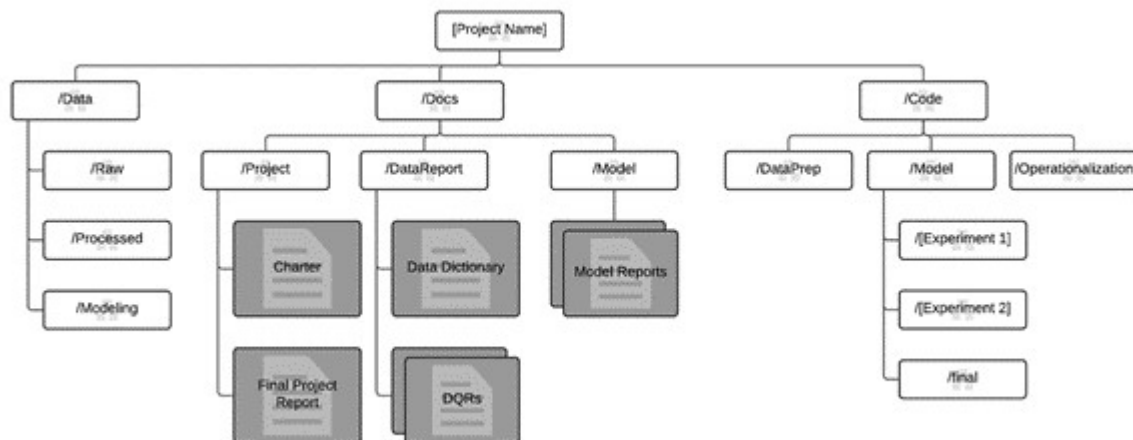 [Project Name]
/Data
/Docs
/Code
/Raw
/Project
/DataReport
/Model
/DataPrep
/Model
/Operationalization
/Processed
Charter
Data Dictionary
Model Reports
/[Experiment 1]
/Modeling
/[Experiment 2]
Final Project
Report
DQRs
/final